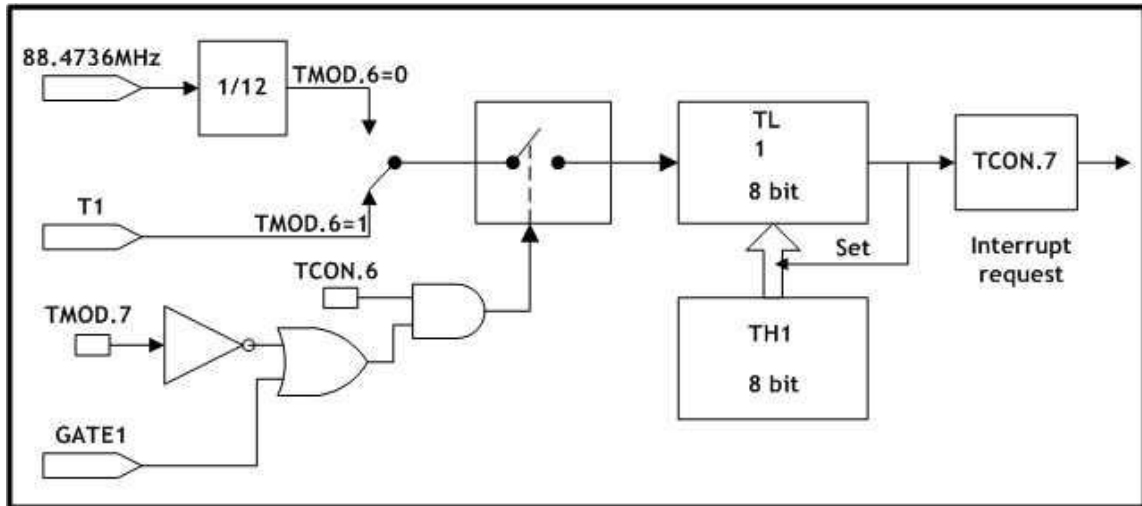 88.4736MHz
1/12
TMOD.6=0
T1
TMOD.6=1
TL
1
8 bit
TCON.7
Interrupt
request
Set
TCON.6
TMOD.7
TH1
8 bit
GATE1